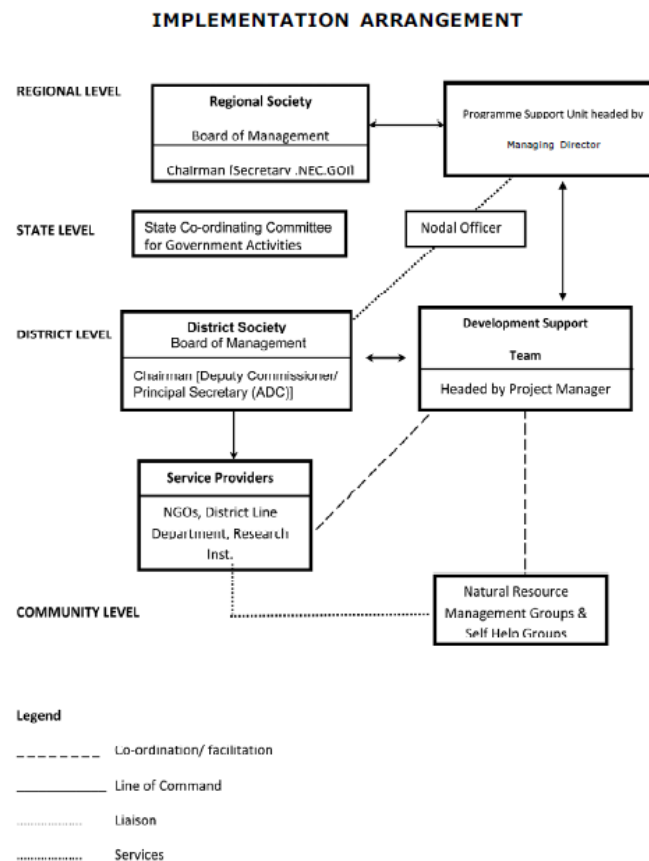 IMPLEMENTATION ARRANGEMENT
REGIONAL LEVEL
Regional Society
Board of Management
Chairman [Secretary ,NEC,GOI]
Programme Support Unit headed by
Managing Director
STATE LEVEL
State Co-ordinating Committee
for Government Activities
Nodal Officer
DISTRICT LEVEL
District Society
Board of Management
Chairman [Deputy Commissioner/
Principal Secretary (ADC)]
Development Support
Team
Headed by Project Manager
Service Providers
NGOs, District Line
Department, Research
Inst.
COMMUNITY LEVEL
Natural Resource
Management Groups &
Self Help Groups
Legend
Co-ordination/ facilitation
Line of Command
Liaison
Services